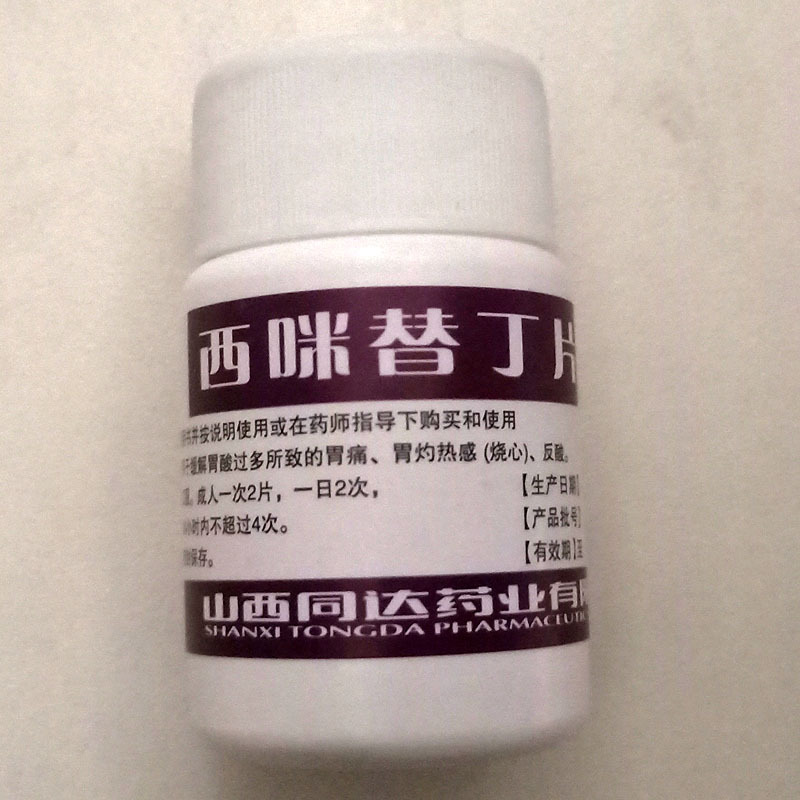 西咪替丁片
并按说明使用或在药师指导下购买和使用
缓解胃酸过多所致的胃痛、胃灼热感(烧心)、反酸。
成人一次2片，一日2次，
【生产日期】
小时内不超过4次。
【产品批号】
保存。
【有效期】至
山西同达药业有
SHANXI TONGDA PHARMACEUTIC